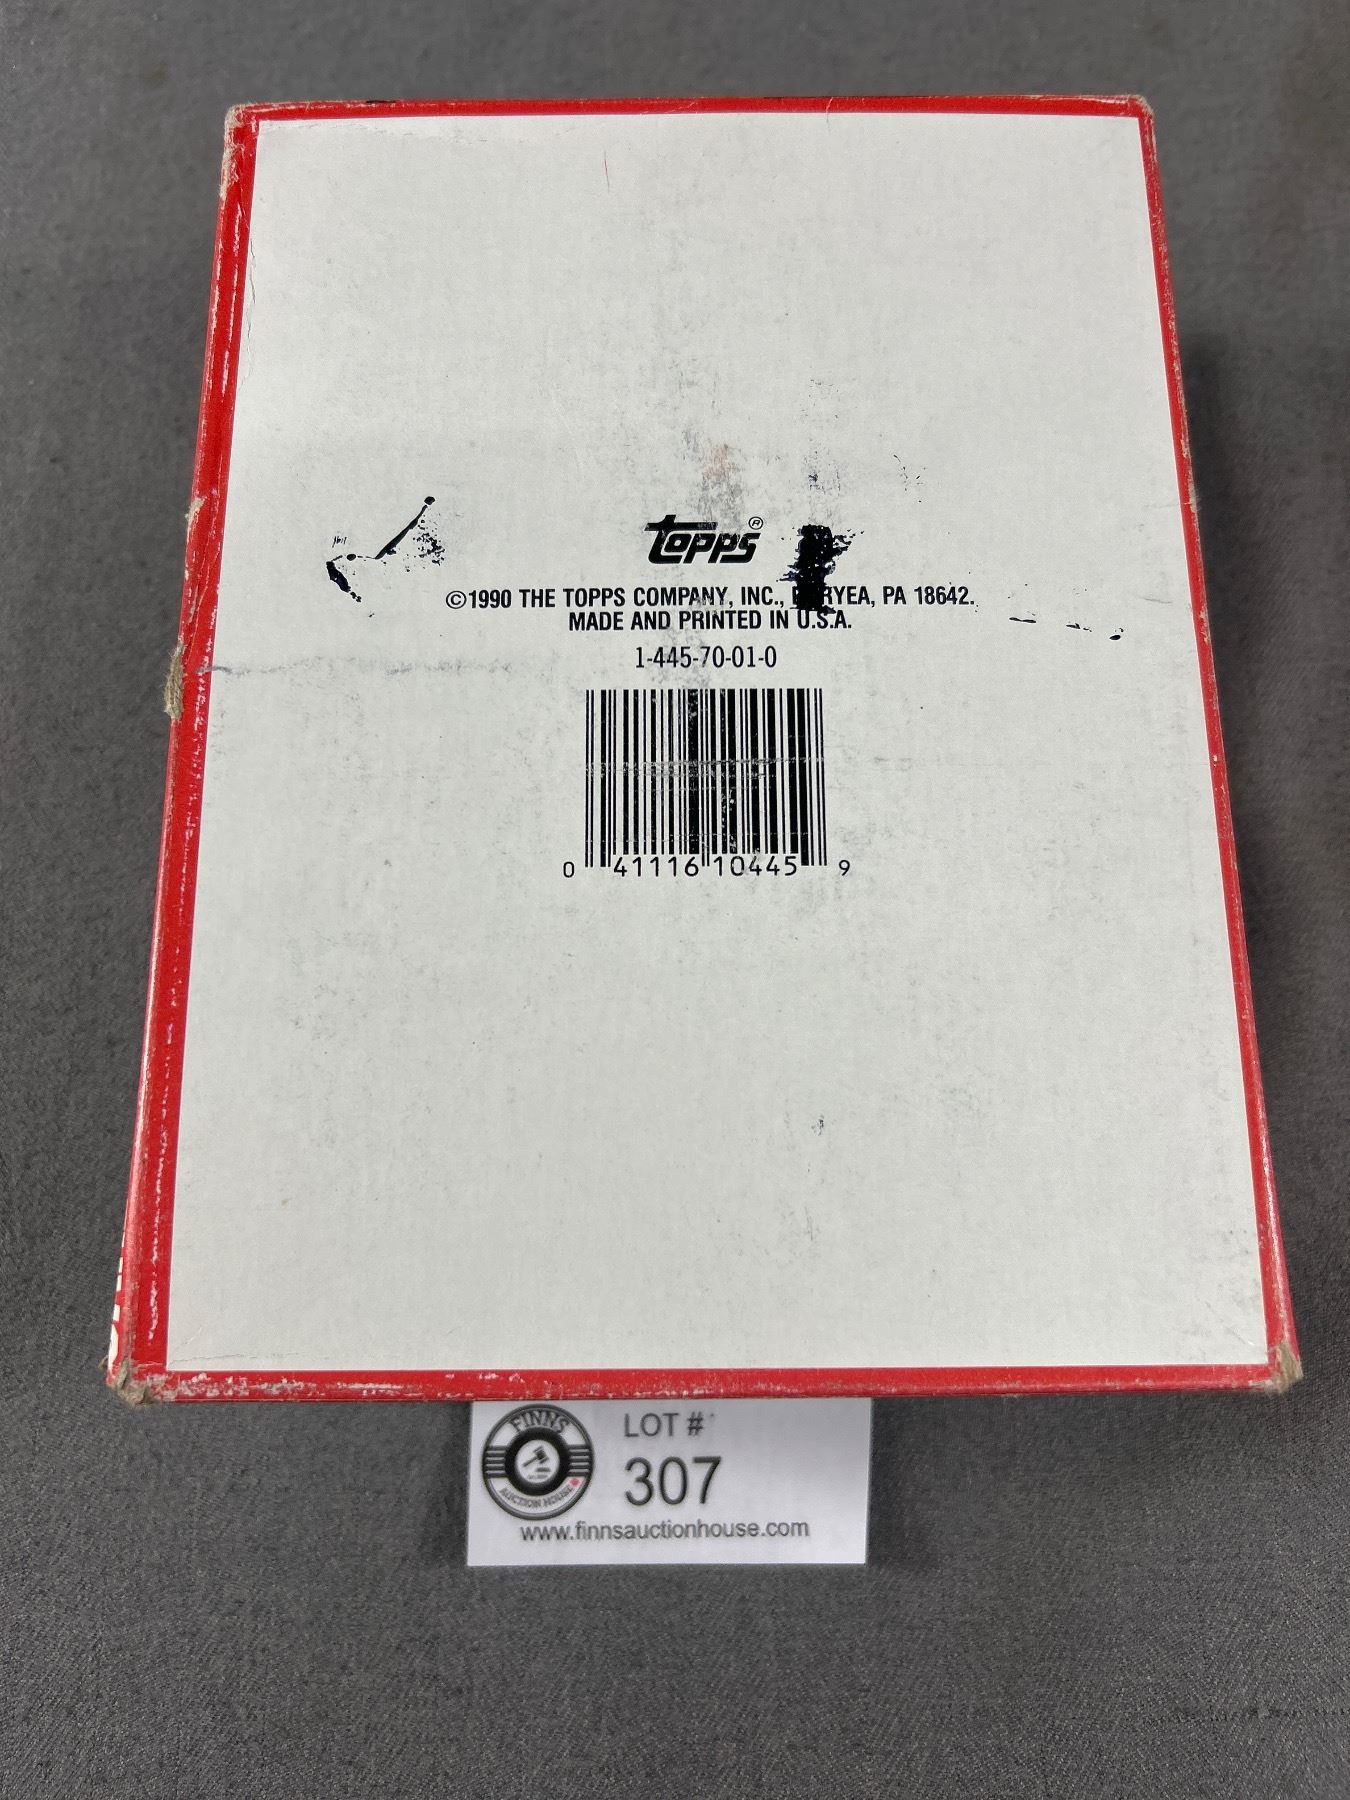 topps®
©1990 THE TOPPS COMPANY, INC., RYEA, PA 18642.
MADE AND PRINTED IN U.S.A.
1-445-70-01-0
0 41116 10445 9
FINNS
AUCTION HOUSE
LOT #
307
www.finnsauctionhouse.com